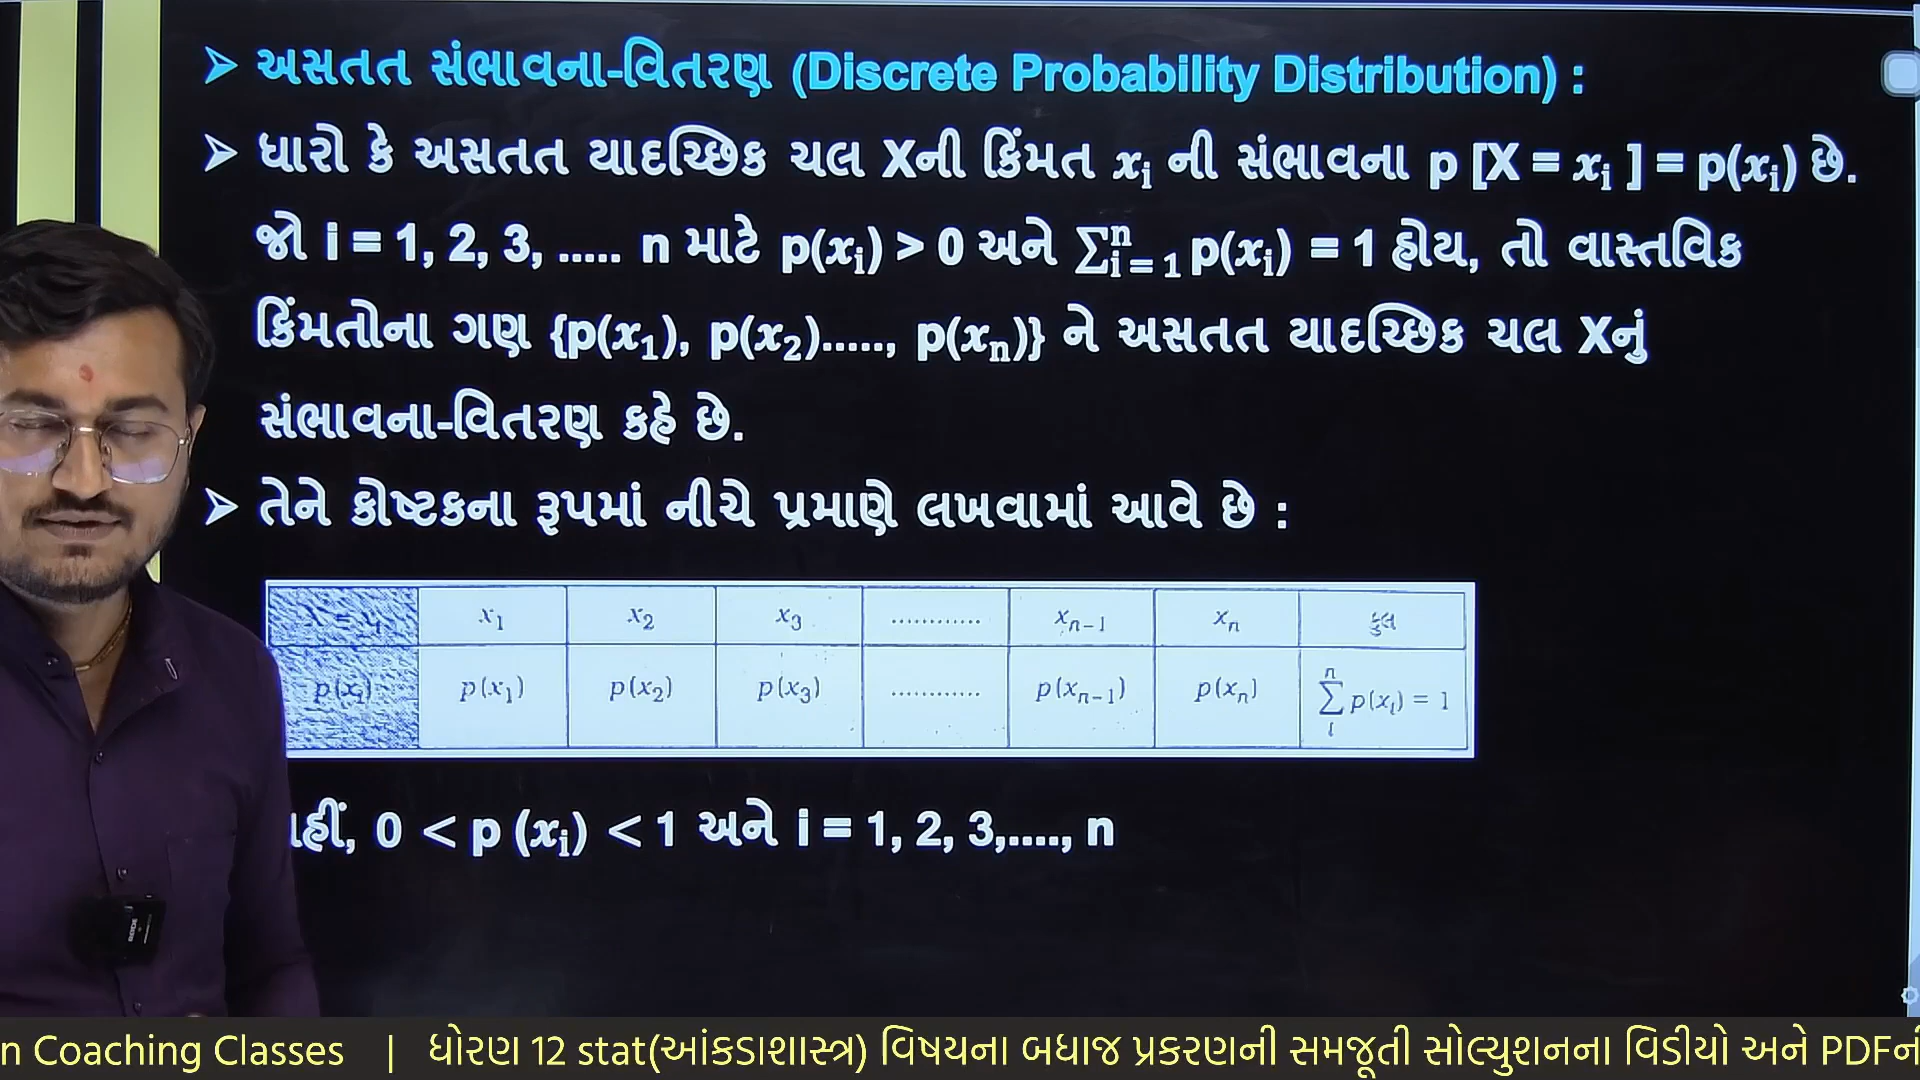 ➢ અસતત સંભાવના-વિતરણ (Discrete Probability Distribution) :
➢ ધારો કે અસતત યાદચ્છિક ચલ Xની કિંમત xᵢ ની સંભાવના p [X = xᵢ ] = p(xᵢ) છે.
જો i = 1, 2, 3, ..... n માટે p(xᵢ) > 0 અને ∑ⁿᵢ₌₁ p(xᵢ) = 1 હોય, તો વાસ્તવિક
કિંમતોના ગણ {p(x₁), p(x₂)....., p(xₙ)} ને અસતત યાદચ્છિક ચલ Xનું
સંભાવના-વિતરણ કહે છે.
➢ તેને કોષ્ટકના રૂપમાં નીચે પ્રમાણે લખવામાં આવે છે :
x₁ x₂ x₃ ............ xₙ₋₁ xₙ કુલ
p(xᵢ) p(x₁) p(x₂) p(x₃) ............ p(xₙ₋₁) p(xₙ) ∑ⁿ₁ p(xᵢ) = 1
0 < p (xᵢ) < 1 અને i = 1, 2, 3,...., n
n Coaching Classes | ધોરણ 12 stat(આંકડાશાસ્ત્ર) વિષયના બધાજ પ્રકરણની સમજૂતી સોલ્યુશનના વિડીયો અને PDFની